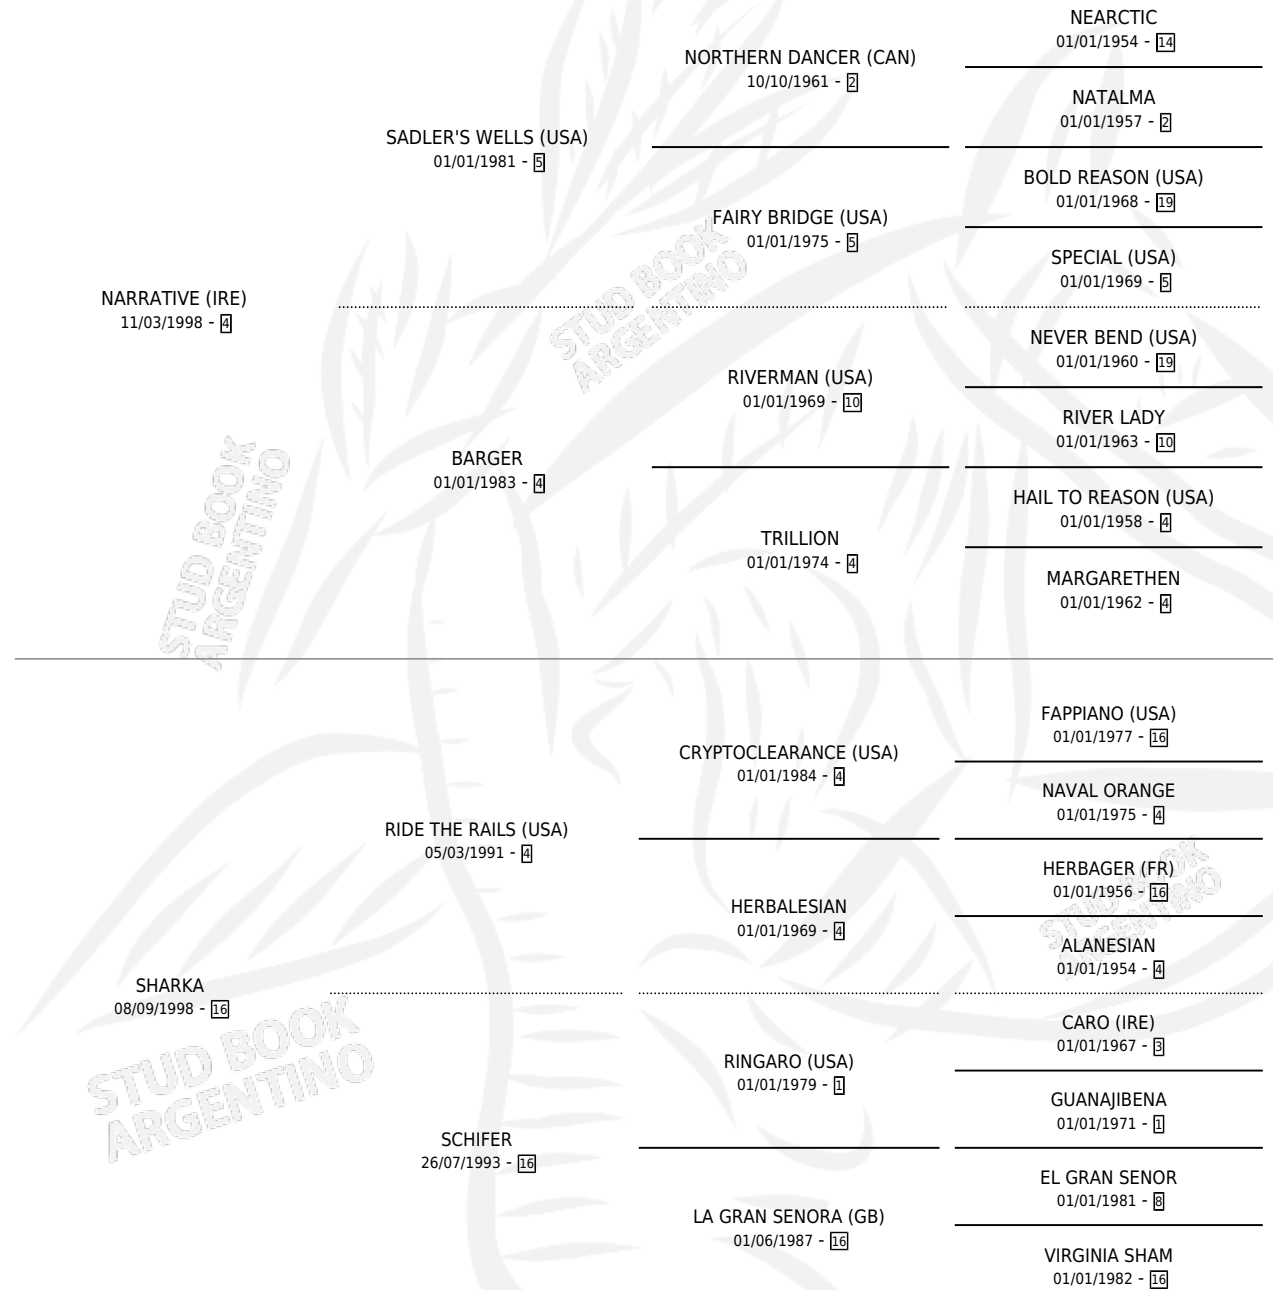 NEARCTIC
01/01/1954 - 14
NORTHERN DANCER (CAN)
10/10/1961 - 2
NATALMA
01/01/1957 - 2
SADLER'S WELLS (USA)
01/01/1981 - 5
BOLD REASON (USA)
01/01/1968 - 19
FAIRY BRIDGE (USA)
01/01/1975 - 5
SPECIAL (USA)
01/01/1969 - 5
STUD BOOK
ARGENTINO
NARRATIVE (IRE)
11/03/1998 - 4
NEVER BEND (USA)
01/01/1960 - 19
RIVERMAN (USA)
01/01/1969 - 10
RIVER LADY
01/01/1963 - 10
BARGER
01/01/1983 - 4
HAIL TO REASON (USA)
01/01/1958 - 4
TRILLION
01/01/1974 - 4
MARGARETHEN
01/01/1962 - 4
STUD BOOK
ARGENTINO
FAPPIANO (USA)
01/01/1977 - 16
CRYPTOCLEARANCE (USA)
01/01/1984 - 4
NAVAL ORANGE
01/01/1975 - 4
RIDE THE RAILS (USA)
05/03/1991 - 4
HERBAGER (FR)
01/01/1956 - 16
HERBALESIAN
01/01/1969 - 4
STUD BOOK
ARGENTINO
ALANESIAN
01/01/1954 - 4
SHARKA
08/09/1998 - 16
CARO (IRE)
01/01/1967 - 3
RINGARO (USA)
01/01/1979 - 1
GUANAJIBENA
01/01/1971 - 1
STUD BOOK
ARGENTINO
SCHIFER
26/07/1993 - 16
EL GRAN SENOR
01/01/1981 - 8
LA GRAN SENORA (GB)
01/06/1987 - 16
VIRGINIA SHAM
01/01/1982 - 16